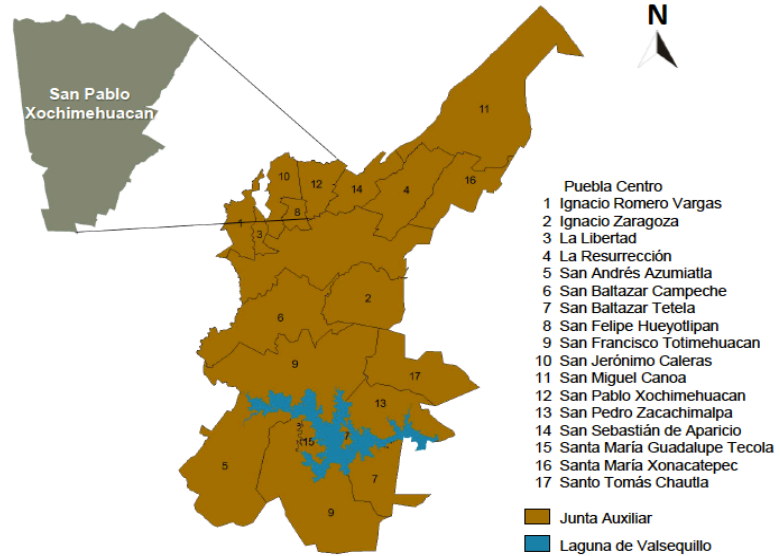 San Pablo
Xochimehuacan
N
11
10
12
14
4
16
8
1
3
2
6
9
17
13
15
7
5
7
9
Puebla Centro
1 Ignacio Romero Vargas
2 Ignacio Zaragoza
3 La Libertad
4 La Resurrección
5 San Andrés Azumiatla
6 San Baltazar Campeche
7 San Baltazar Tetela
8 San Felipe Hueyotlipan
9 San Francisco Totimehuacan
10 San Jerónimo Caleras
11 San Miguel Canoa
12 San Pablo Xochimehuacan
13 San Pedro Zacachimalpa
14 San Sebastián de Aparicio
15 Santa María Guadalupe Tecola
16 Santa María Xonacatepec
17 Santo Tomás Chautla
Junta Auxiliar
Laguna de Valsequillo